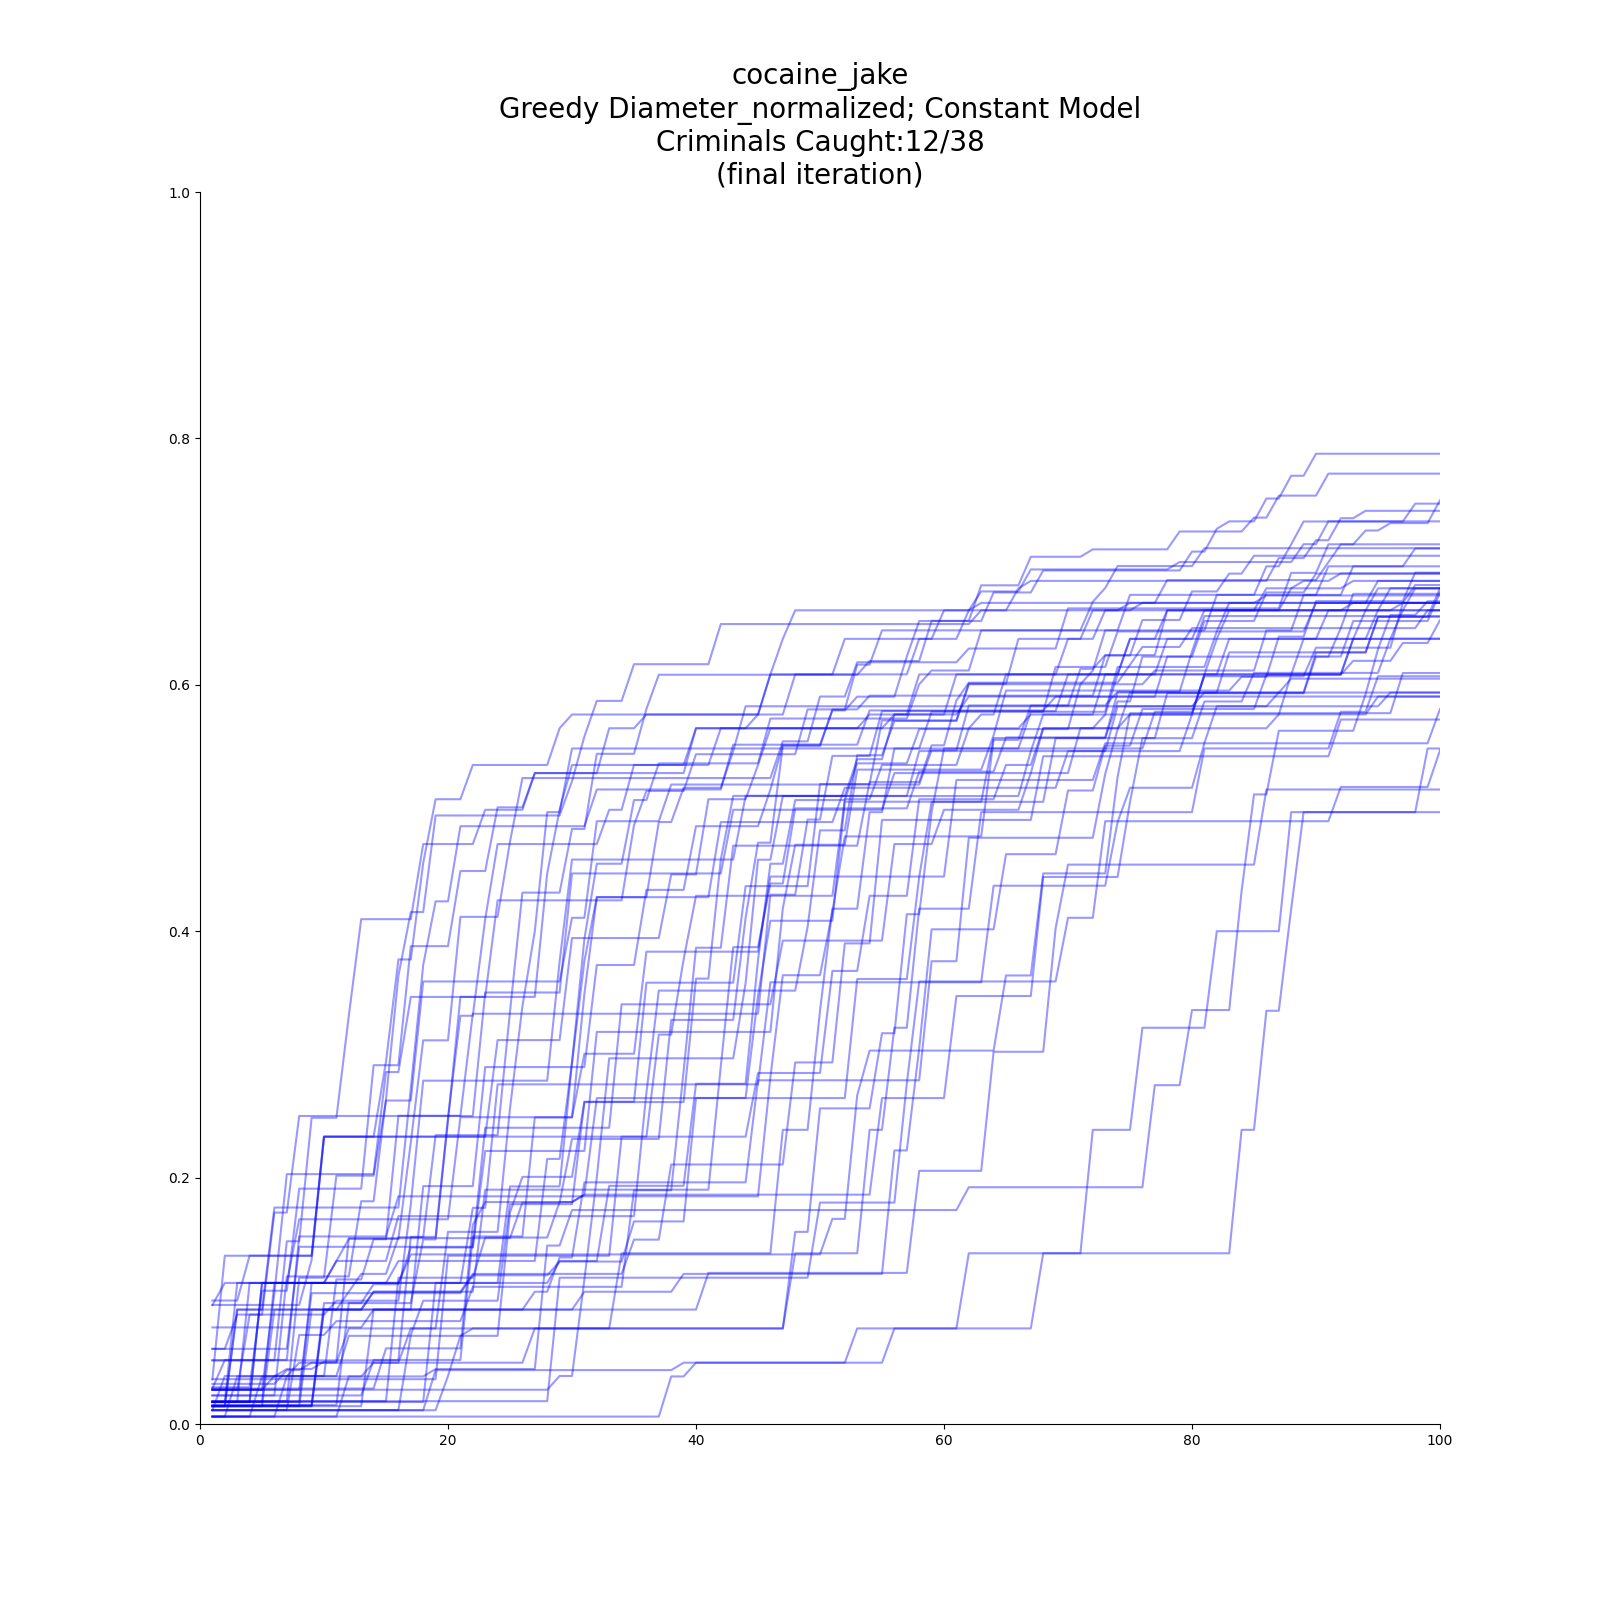 cocaine_jake
Greedy Diameter_normalized; Constant Model
Criminals Caught:12/38
(final iteration)
1.0
0.8
0.6
0.4
0.2
0.0
0 20 40 60 80 100